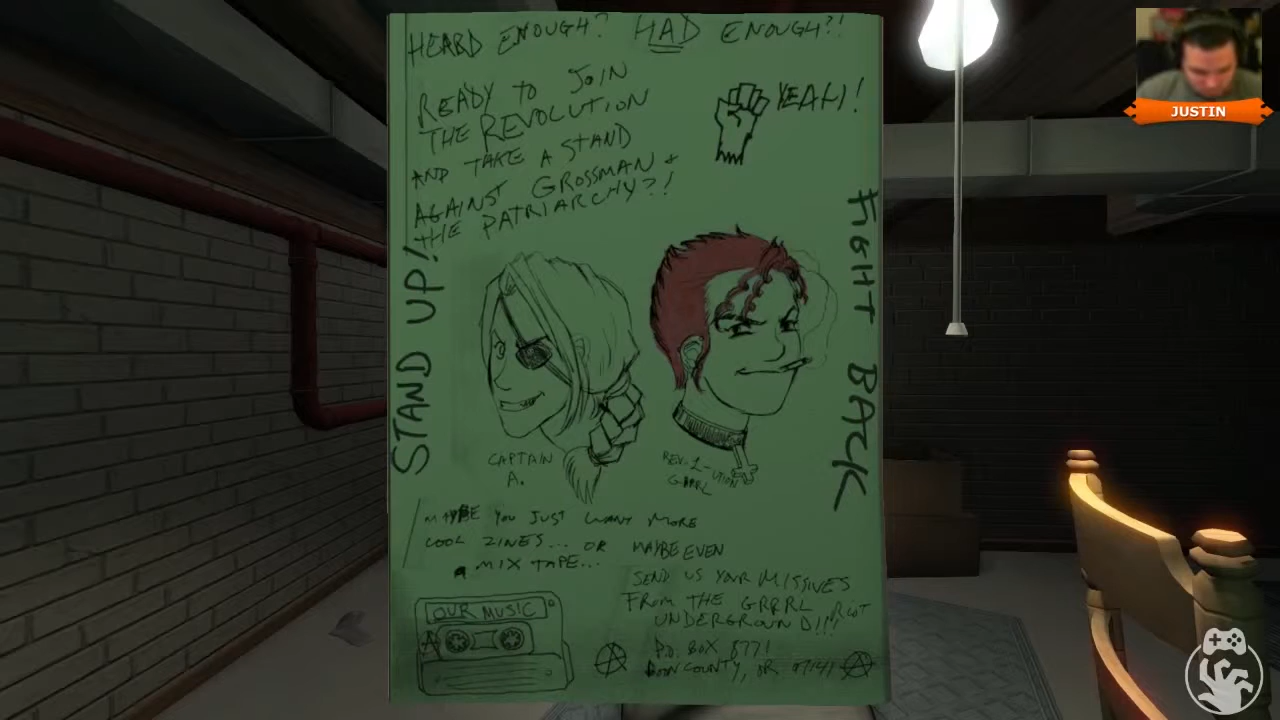 HEARD ENOUGH? HAD ENOUGH?!
READY TO JOIN
THE REVOLUTION
AND TAKE A STAND
AGAINST GROSSMAN +
THE PATRIARCHY?!
YEAH!
STAND UP!
FIGHT BACK
CAPTAIN
A.
REV-L-UTION
GRRRL
MAYBE YOU JUST WANT MORE
COOL ZINES... OR MAYBE EVEN
A MIX TAPE...
OUR MUSIC
A
SEND US YOUR MISSIVES
FROM THE GRRRL RIOT
UNDERGROUND!!!
P.O. BOX 8771
COUNTY, OR
JUSTIN